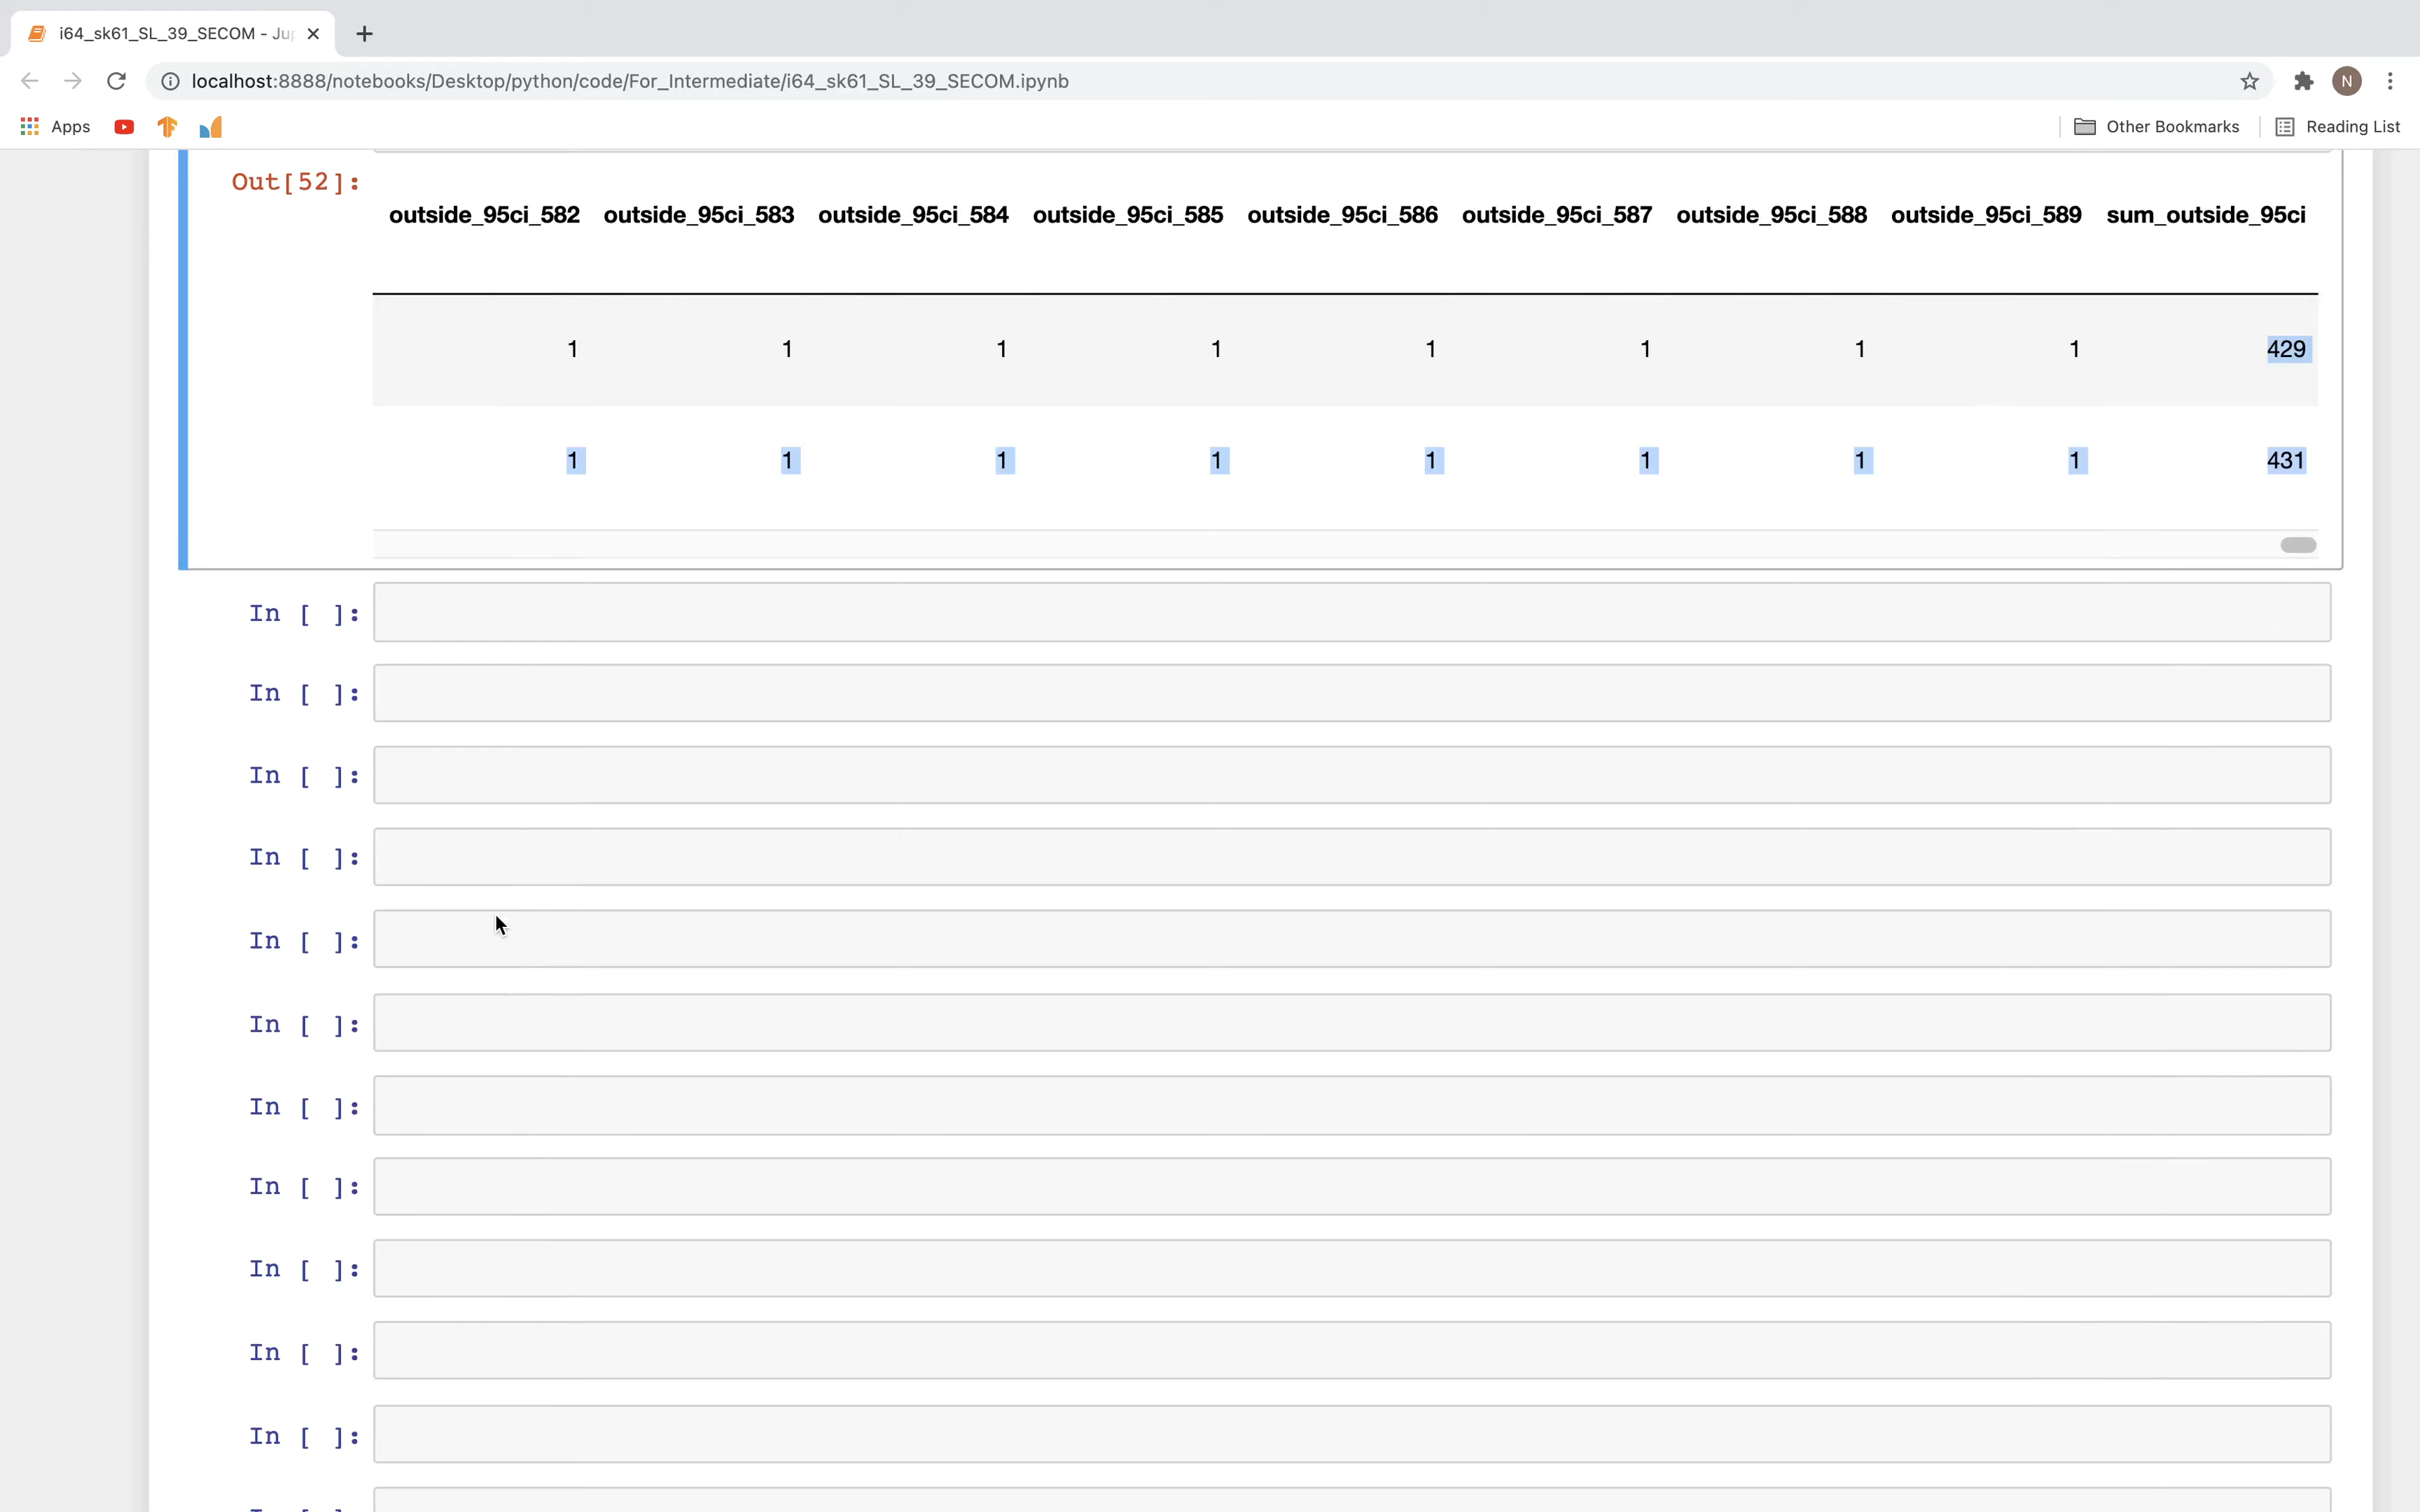 i64_sk61_SL_39_SECOM - Ju
localhost:8888/notebooks/Desktop/python/code/For_Intermediate/i64_sk61_SL_39_SECOM.ipynb
N
Apps
Other Bookmarks
Reading List
Out[52]:
outside_95ci_582 outside_95ci_583 outside_95ci_584 outside_95ci_585 outside_95ci_586 outside_95ci_587 outside_95ci_588 outside_95ci_589 sum_outside_95ci
1 1 1 1 1 1 1 1 429
1 1 1 1 1 1 1 1 431
In [ ]:
In [ ]:
In [ ]:
In [ ]:
In [ ]:
In [ ]:
In [ ]:
In [ ]:
In [ ]:
In [ ]:
In [ ]: